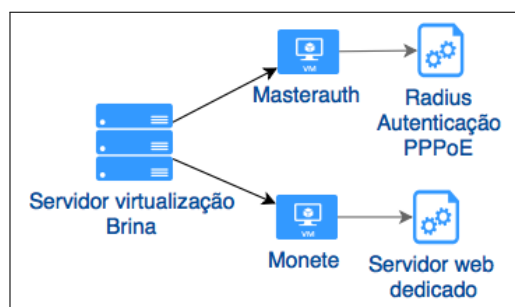 VM
Masterauth
Radius
Autenticação
PPPoE
Servidor virtualização
Brina
VM
Monete
Servidor web
dedicado